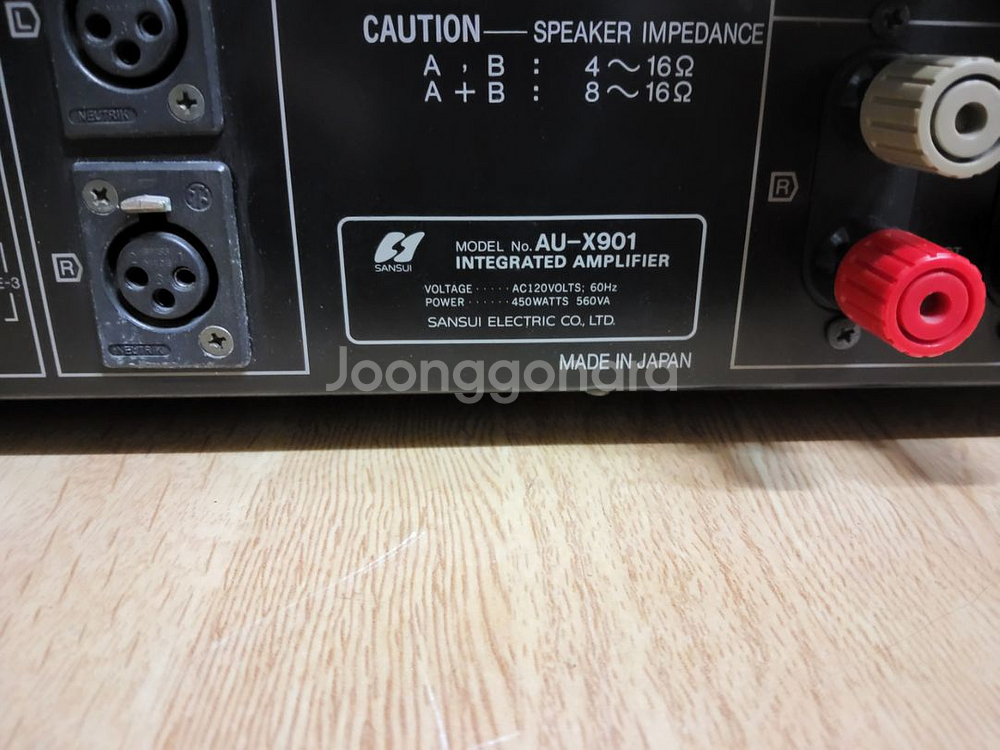 L
CAUTION — SPEAKER IMPEDANCE
A , B : 4～16Ω
A + B : 8～16Ω
NEUTRIK
R
R
E-3
SANSUI
MODEL No. AU-X901
INTEGRATED AMPLIFIER
VOLTAGE ····· AC120VOLTS; 60Hz
POWER ······ 450WATTS 560VA
SANSUI ELECTRIC CO., LTD.
NEUTRIK
MADE IN JAPAN
Joonggonara